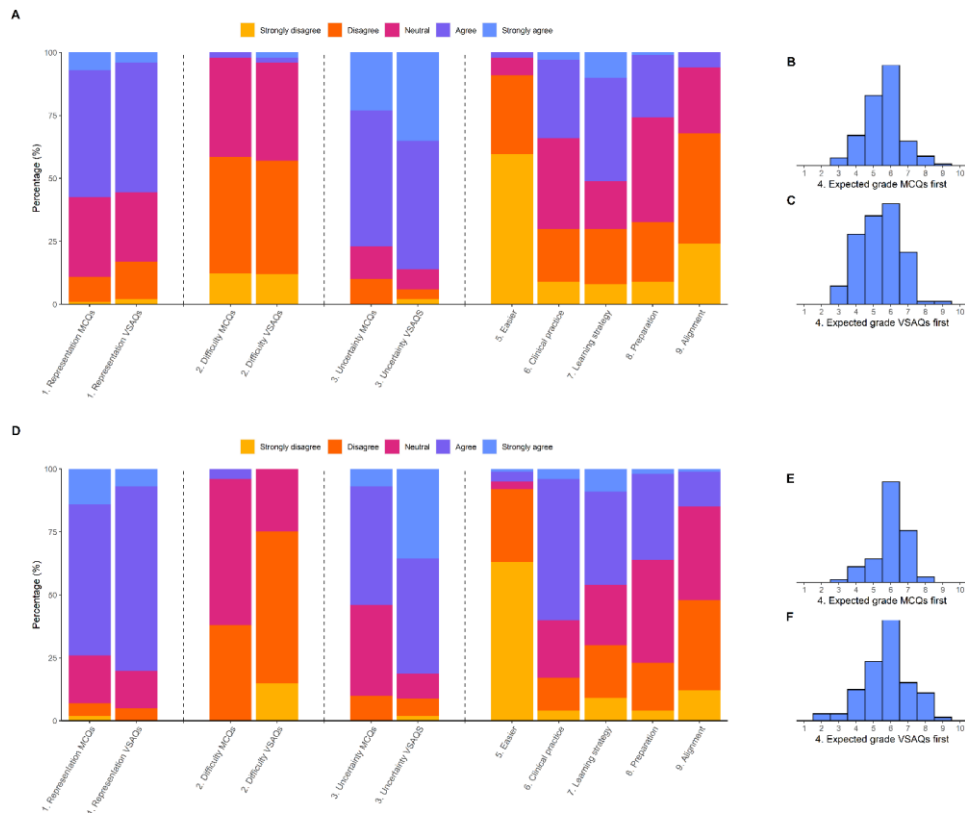 A
Strongly disagree Disagree Neutral Agree Strongly agree
Percentage (%)
100
75
50
25
0
1. Representation MCQs
1. Representation VSAQs
2. Difficulty MCQs
2. Difficulty VSAQs
3. Uncertainty MCQs
3. Uncertainty VSAQS
5. Easier
6. Clinical practice
7. Learning strategy
8. Preparation
9. Alignment
B
1 2 3 4 5 6 7 8 9 10
4. Expected grade MCQs first
C
1 2 3 4 5 6 7 8 9 10
4. Expected grade VSAQs first
D
Strongly disagree Disagree Neutral Agree Strongly agree
Percentage (%)
100
75
50
25
0
1. Representation MCQs
1. Representation VSAQs
2. Difficulty MCQs
2. Difficulty VSAQs
3. Uncertainty MCQs
3. Uncertainty VSAQS
5. Easier
6. Clinical practice
7. Learning strategy
8. Preparation
9. Alignment
E
1 2 3 4 5 6 7 8 9 10
4. Expected grade MCQs first
F
1 2 3 4 5 6 7 8 9 10
4. Expected grade VSAQs first